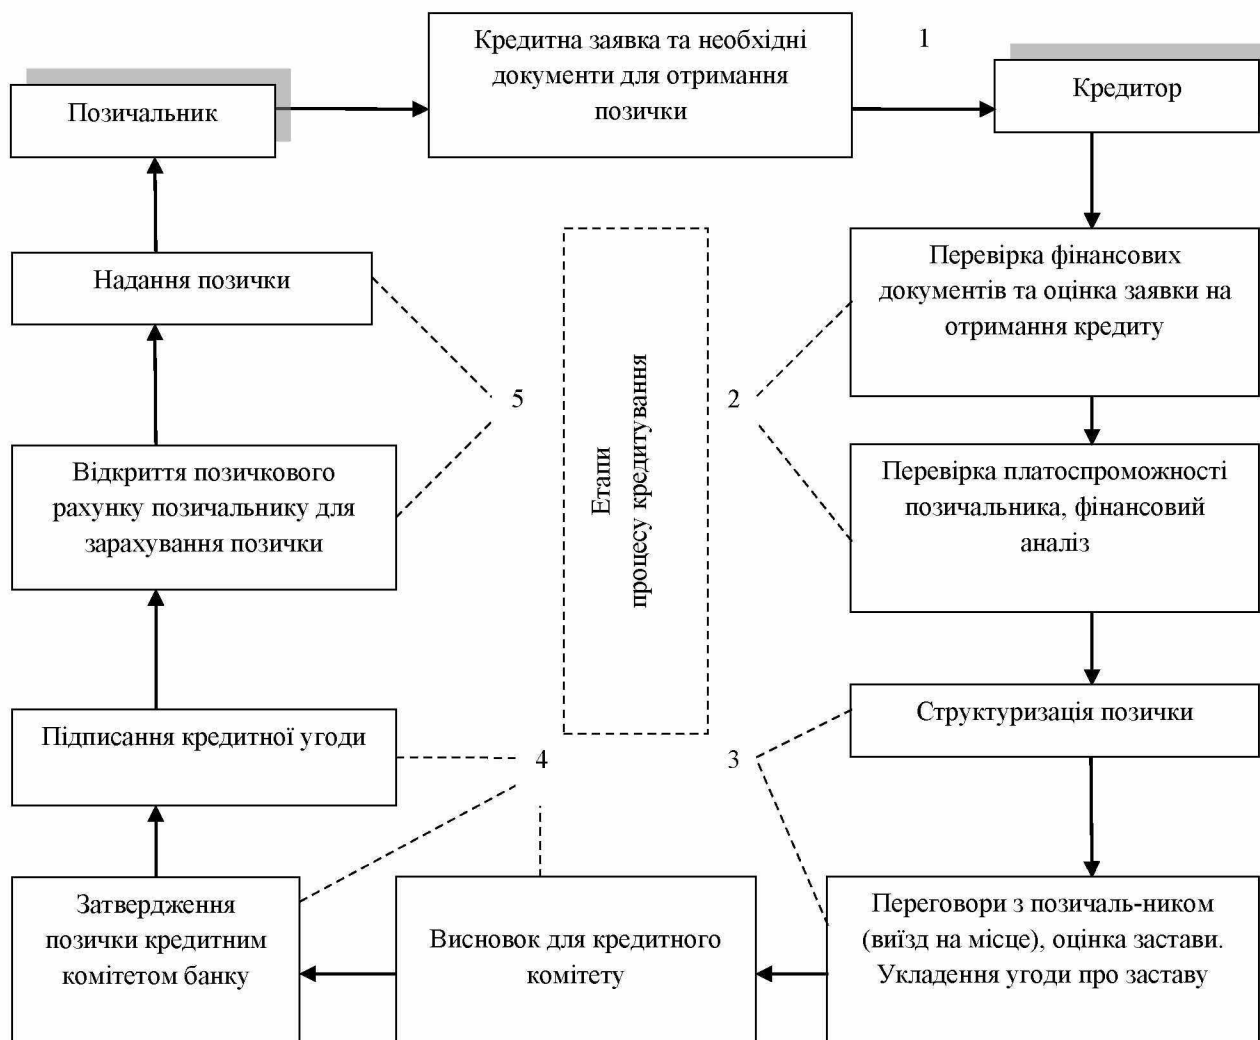 Кредитна заявка та необхідні
документи для отримання
позички
1
Кредитор
Позичальник
Перевірка фінансових
документів та оцінка заявки на
отримання кредиту
Надання позички
Етапи
процесу кредитування
5
2
Відкриття позичкового
рахунку позичальнику для
зарахування позички
Перевірка платоспроможності
позичальника, фінансовий
аналіз
Структуризація позички
Підписання кредитної угоди
4
3
Затвердження
позички кредитним
комітетом банку
Висновок для кредитного
комітету
Переговори з позичаль-ником
(виїзд на місце), оцінка застави.
Укладення угоди про заставу